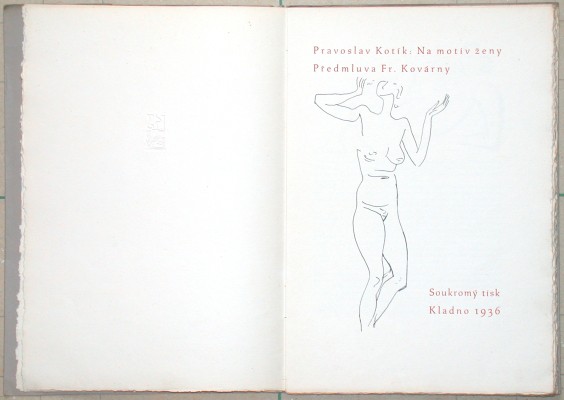 Pravoslav Kotík: Na motiv ženy
Předmluva Fr. Kovárny
Soukromý tisk
Kladno 1936